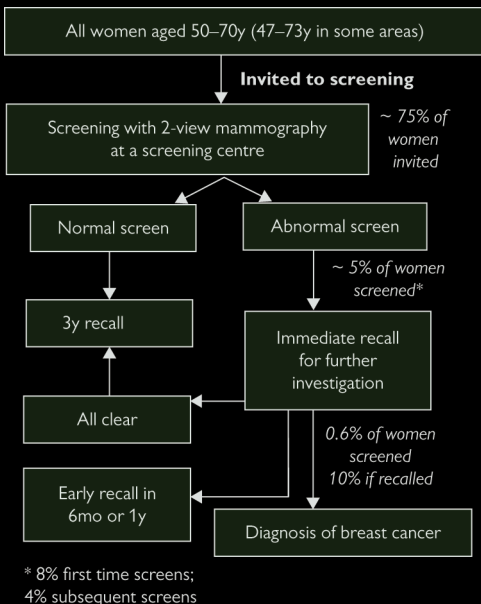 All women aged 50–70y (47–73y in some areas)
Invited to screening
Screening with 2-view mammography
at a screening centre
~ 75% of
women
invited
Normal screen
Abnormal screen
~ 5% of women
screened*
3y recall
Immediate recall
for further
investigation
All clear
0.6% of women
screened
10% if recalled
Early recall in
6mo or 1y
Diagnosis of breast cancer
* 8% first time screens;
4% subsequent screens